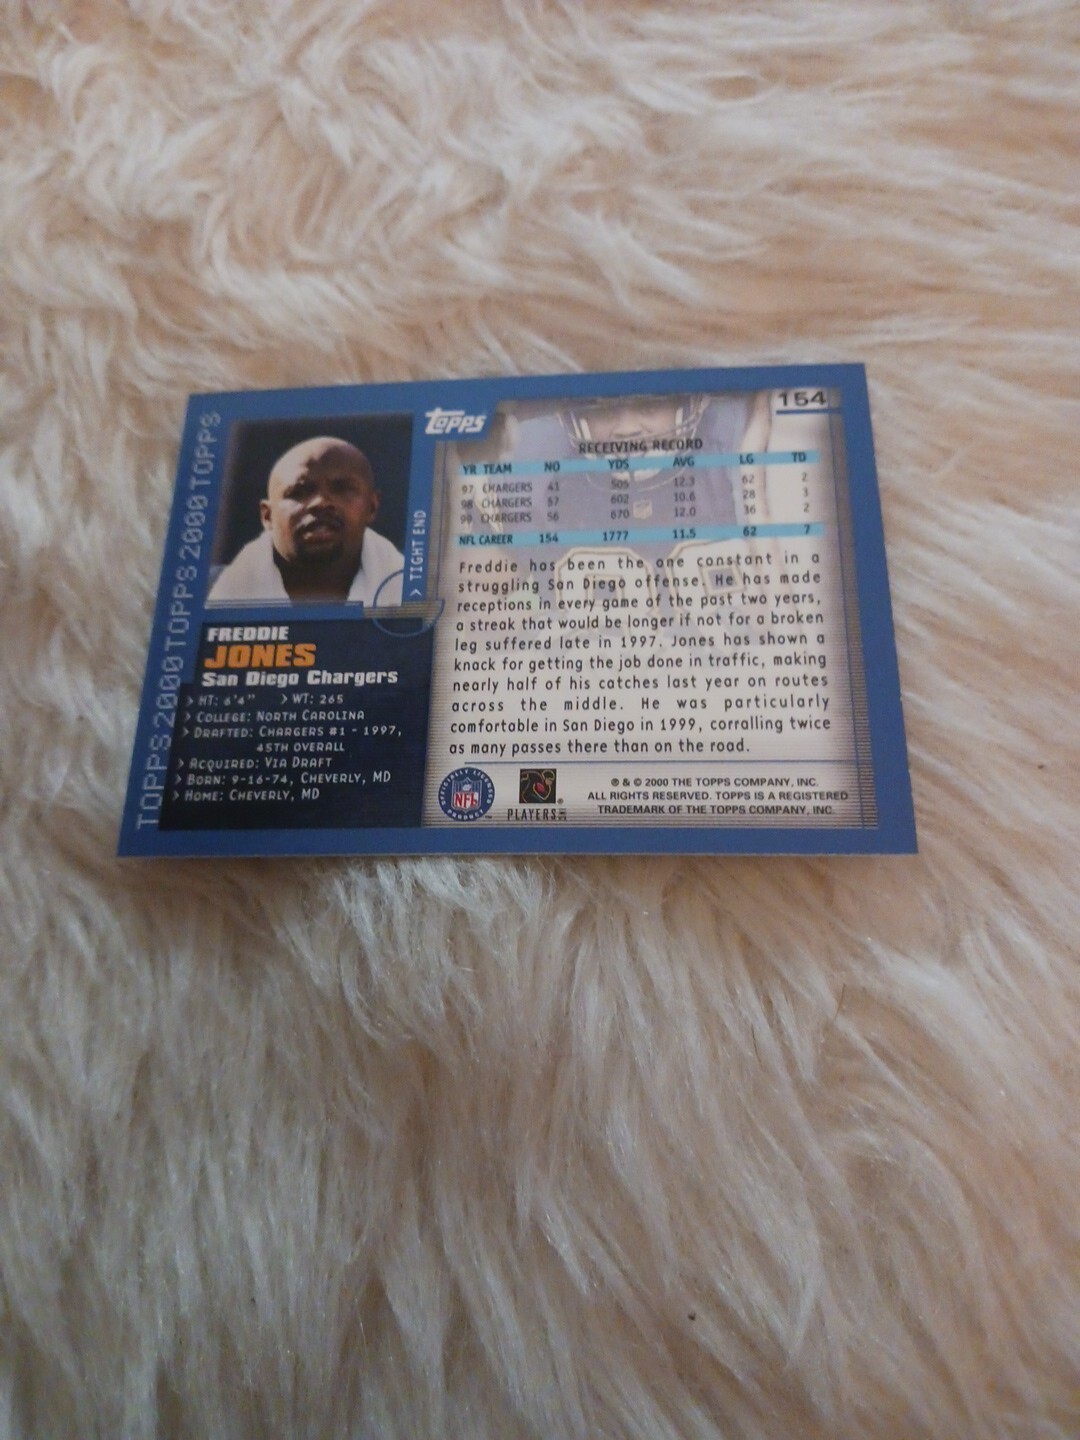 TOPPS 2000 TOPPS 2000 TOPPS
Topps
154
> TIGHT END
FREDDIE
JONES
San Diego Chargers
> HT: 6'4" > WT: 265
> COLLEGE: NORTH CAROLINA
> DRAFTED: CHARGERS #1 - 1997,
45TH OVERALL
> ACQUIRED: VIA DRAFT
> BORN: 9-16-74, CHEVERLY, MD
> HOME: CHEVERLY, MD
RECEIVING RECORD
YR TEAM NO YDS AVG LG TD
97 CHARGERS 41 505 12.3 62 2
98 CHARGERS 57 602 10.6 28 3
99 CHARGERS 56 670 12.0 36 2
NFL CAREER 154 1777 11.5 62 7
Freddie has been the one constant in a
struggling San Diego offense. He has made
receptions in every game of the past two years,
a streak that would be longer if not for a broken
leg suffered late in 1997. Jones has shown a
knack for getting the job done in traffic, making
nearly half of his catches last year on routes
across the middle. He was particularly
comfortable in San Diego in 1999, corralling twice
as many passes there than on the road.
OFFICIALLY LICENSED PRODUCT
NFL
PLAYERS INC
® & © 2000 THE TOPPS COMPANY, INC.
ALL RIGHTS RESERVED. TOPPS IS A REGISTERED
TRADEMARK OF THE TOPPS COMPANY, INC.